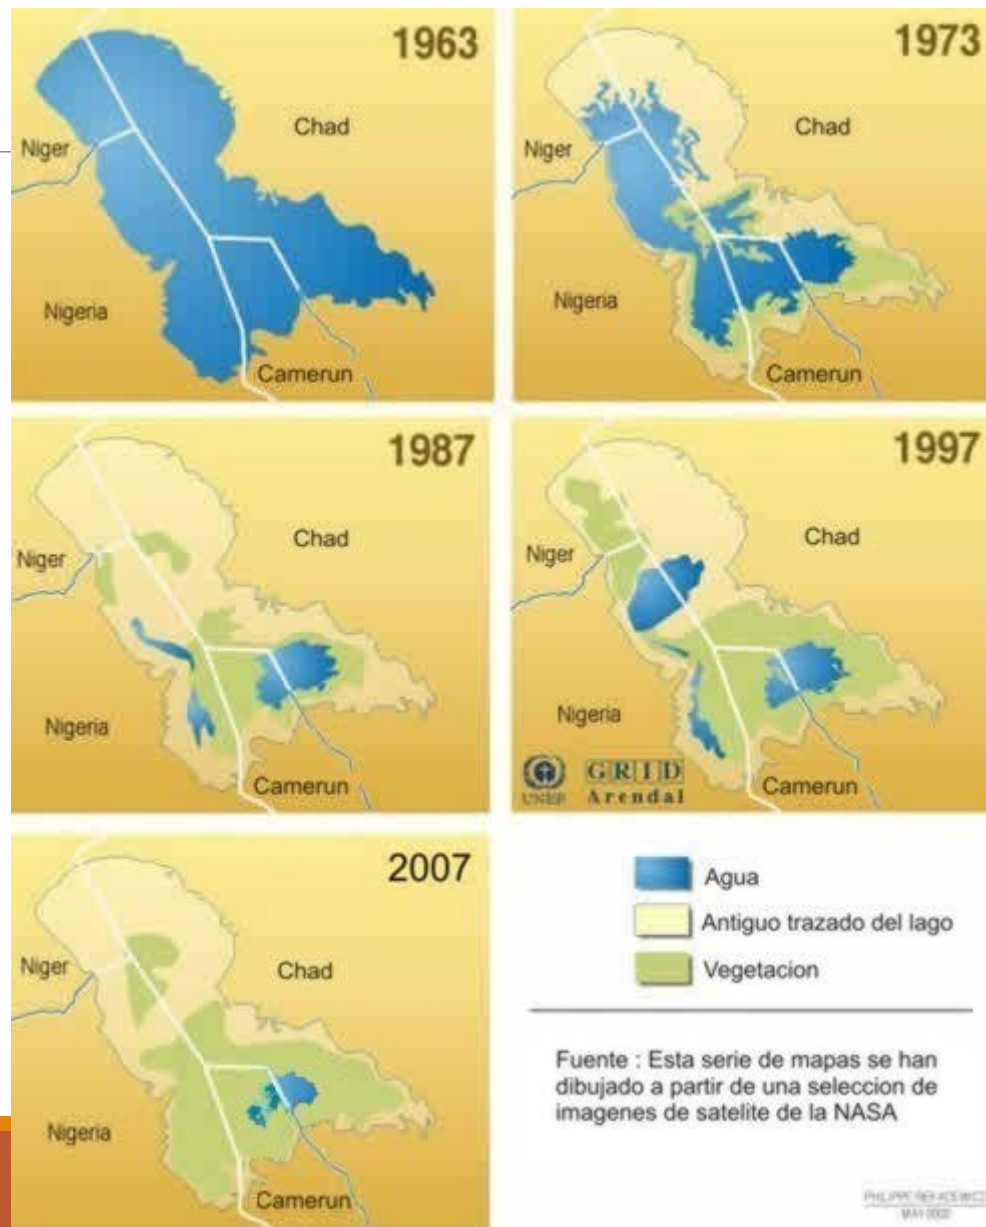 1963
Chad
Niger
Nigeria
Camerun
1973
Chad
Niger
Nigeria
Camerun
1987
Chad
Niger
Nigeria
Camerun
1997
Chad
Niger
Nigeria
Camerun
UNEP
GRID
Arendal
2007
Chad
Niger
Nigeria
Camerun
Agua
Antiguo trazado del lago
Vegetacion
Fuente : Esta serie de mapas se han
dibujado a partir de una seleccion de
imagenes de satelite de la NASA
PHILIPPE